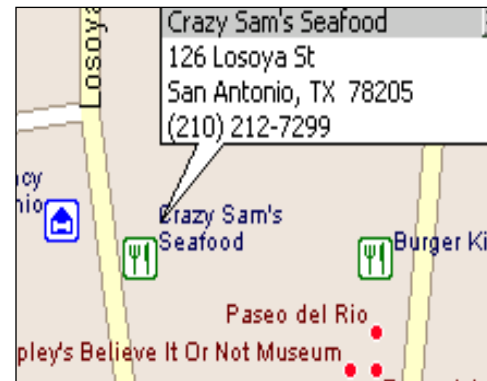 Losoya
Crazy Sam's Seafood
126 Losoya St
San Antonio, TX 78205
(210) 212-7299
Crazy Sam's
Seafood
Burger Ki
Paseo del Rio
pley's Believe It Or Not Museum